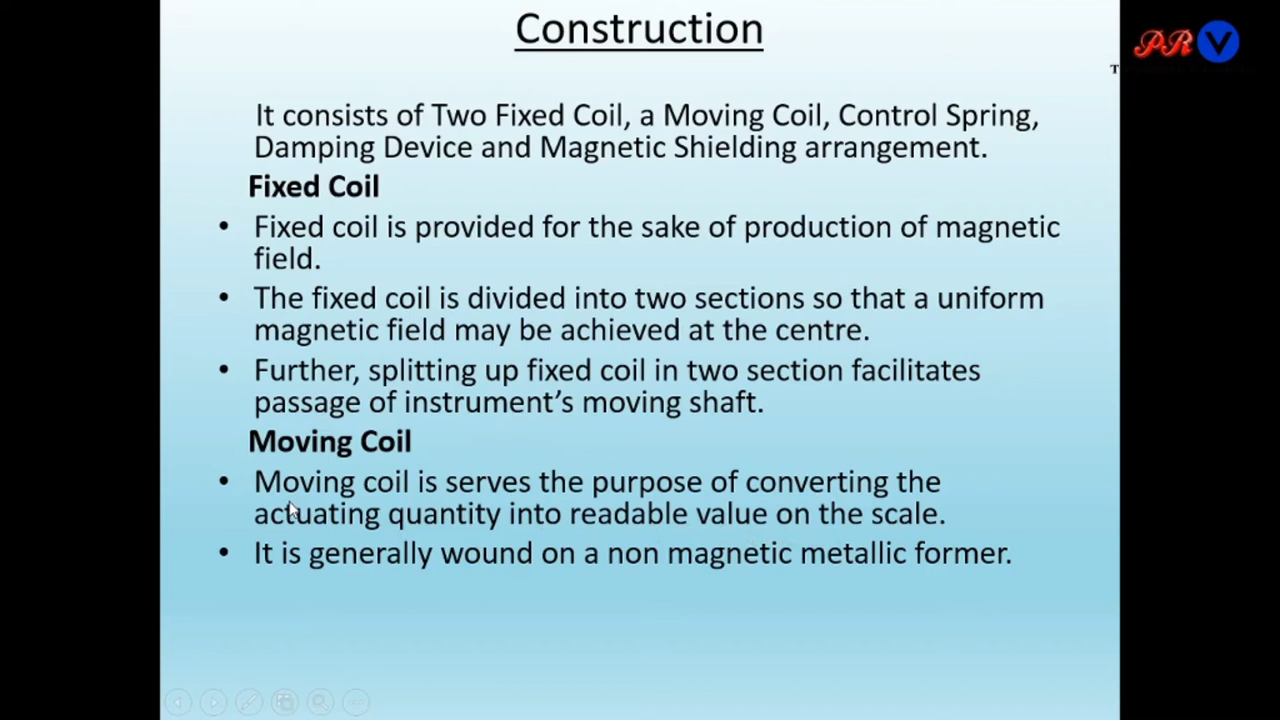 Construction
PR V
T
It consists of Two Fixed Coil, a Moving Coil, Control Spring,
Damping Device and Magnetic Shielding arrangement.
Fixed Coil
• Fixed coil is provided for the sake of production of magnetic
field.
• The fixed coil is divided into two sections so that a uniform
magnetic field may be achieved at the centre.
• Further, splitting up fixed coil in two section facilitates
passage of instrument’s moving shaft.
Moving Coil
• Moving coil is serves the purpose of converting the
actuating quantity into readable value on the scale.
• It is generally wound on a non magnetic metallic former.